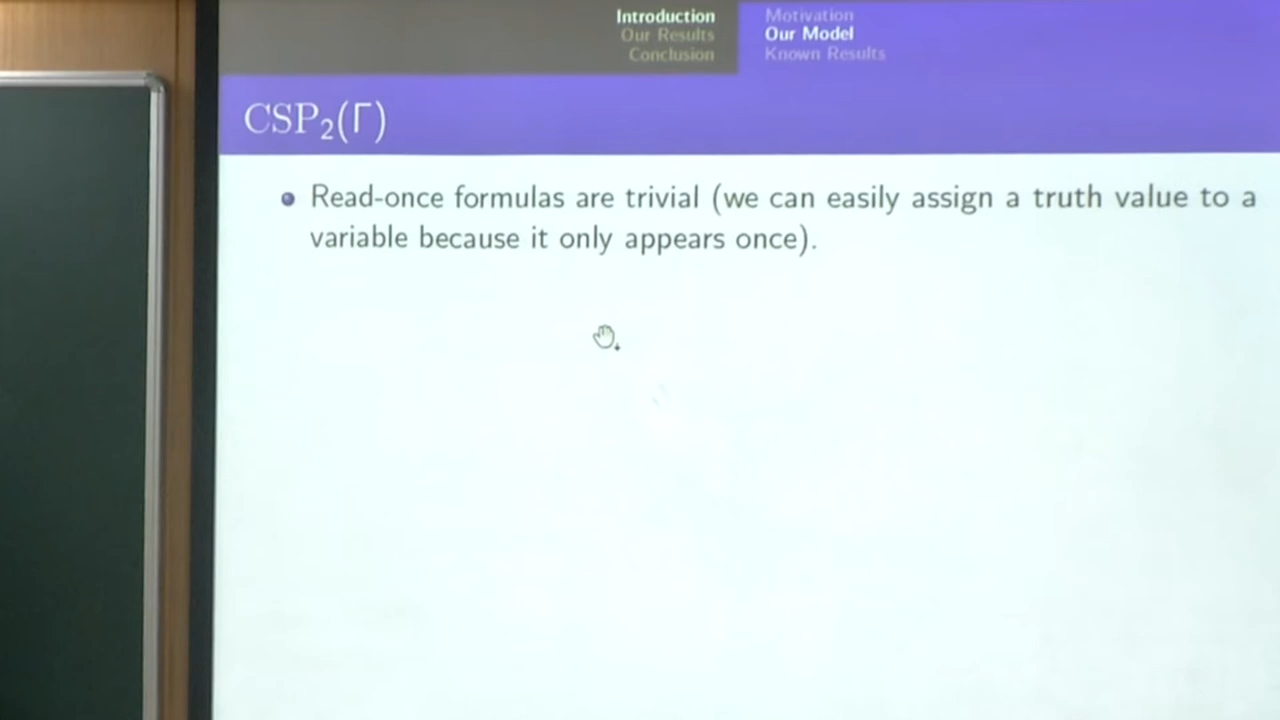 Introduction
Our Results
Conclusion
Motivation
Our Model
Known Results
CSP₂(Γ)
Read-once formulas are trivial (we can easily assign a truth value to a
variable because it only appears once).